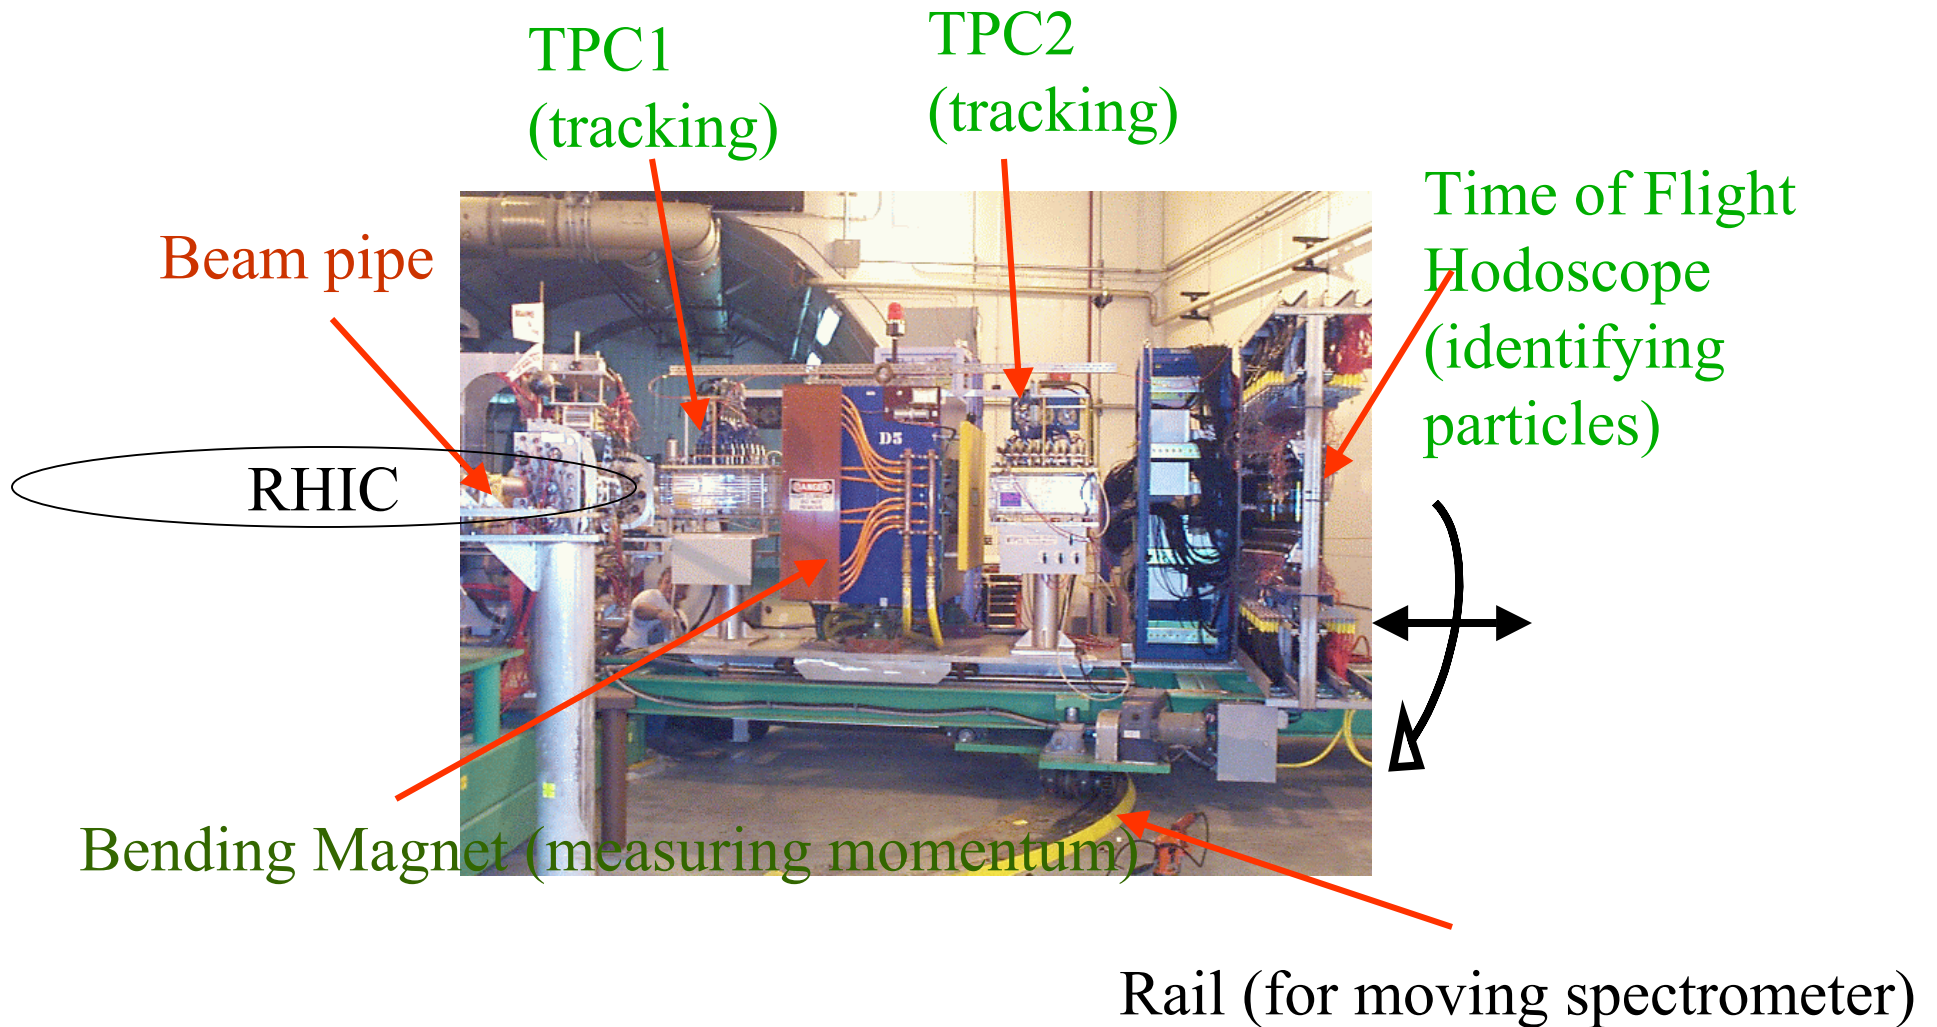 TPC1
(tracking)
TPC2
(tracking)
Time of Flight
Hodoscope
(identifying
particles)
Beam pipe
RHIC
D5
DANGER
Bending Magnet (measuring momentum)
Rail (for moving spectrometer)